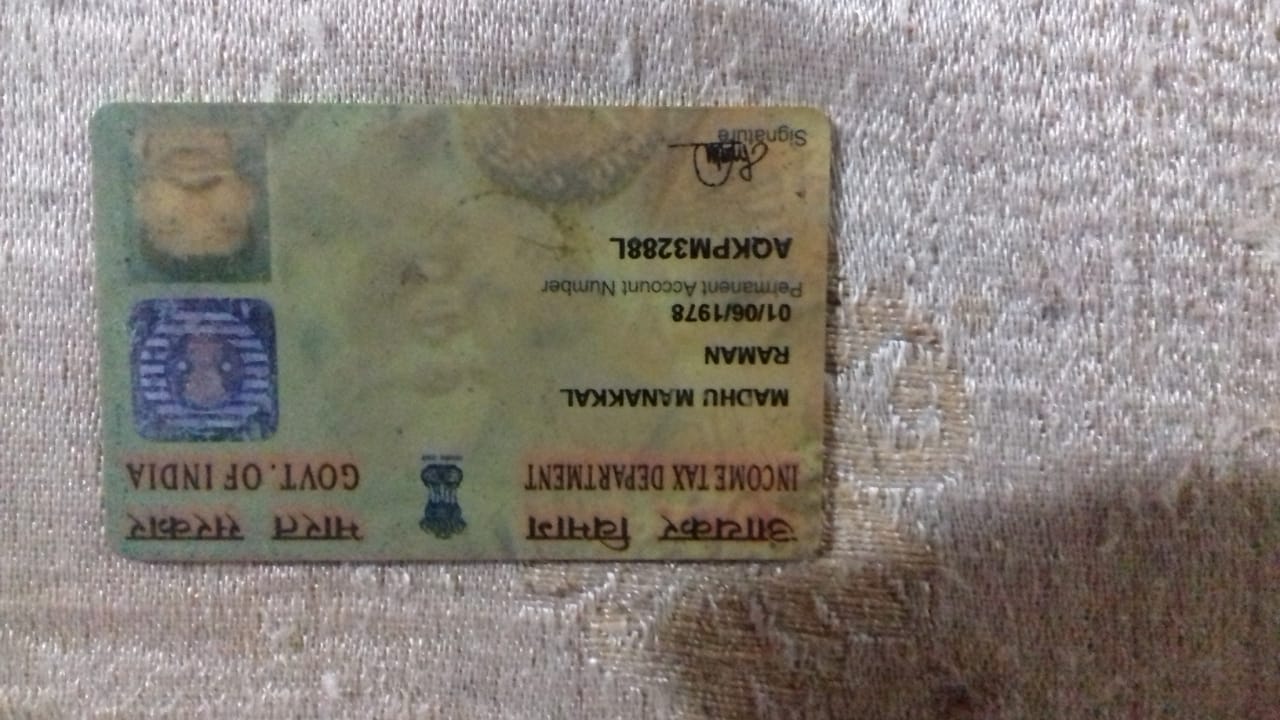 आयकर विभाग
INCOME TAX DEPARTMENT
भारत सरकार
GOVT. OF INDIA
MADHU MANAKKAL
RAMAN
01/06/1978
Permanent Account Number
AQKPM3288L
Signature